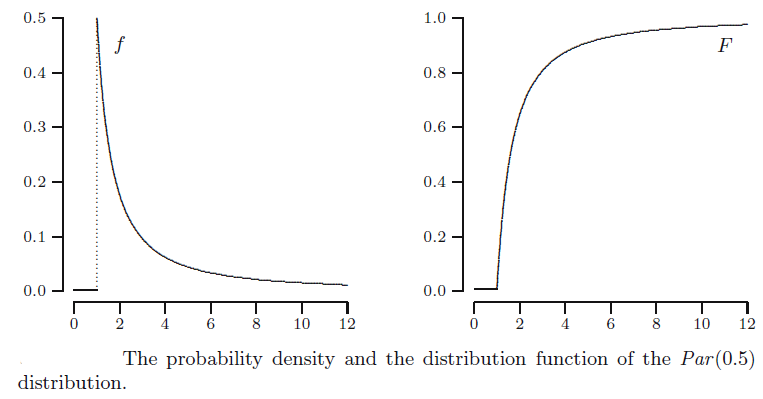 0.5
0.4
0.3
0.2
0.1
0.0
f
0 2 4 6 8 10 12
1.0
0.8
0.6
0.4
0.2
0.0
F
0 2 4 6 8 10 12
The probability density and the distribution function of the Par(0.5)
distribution.